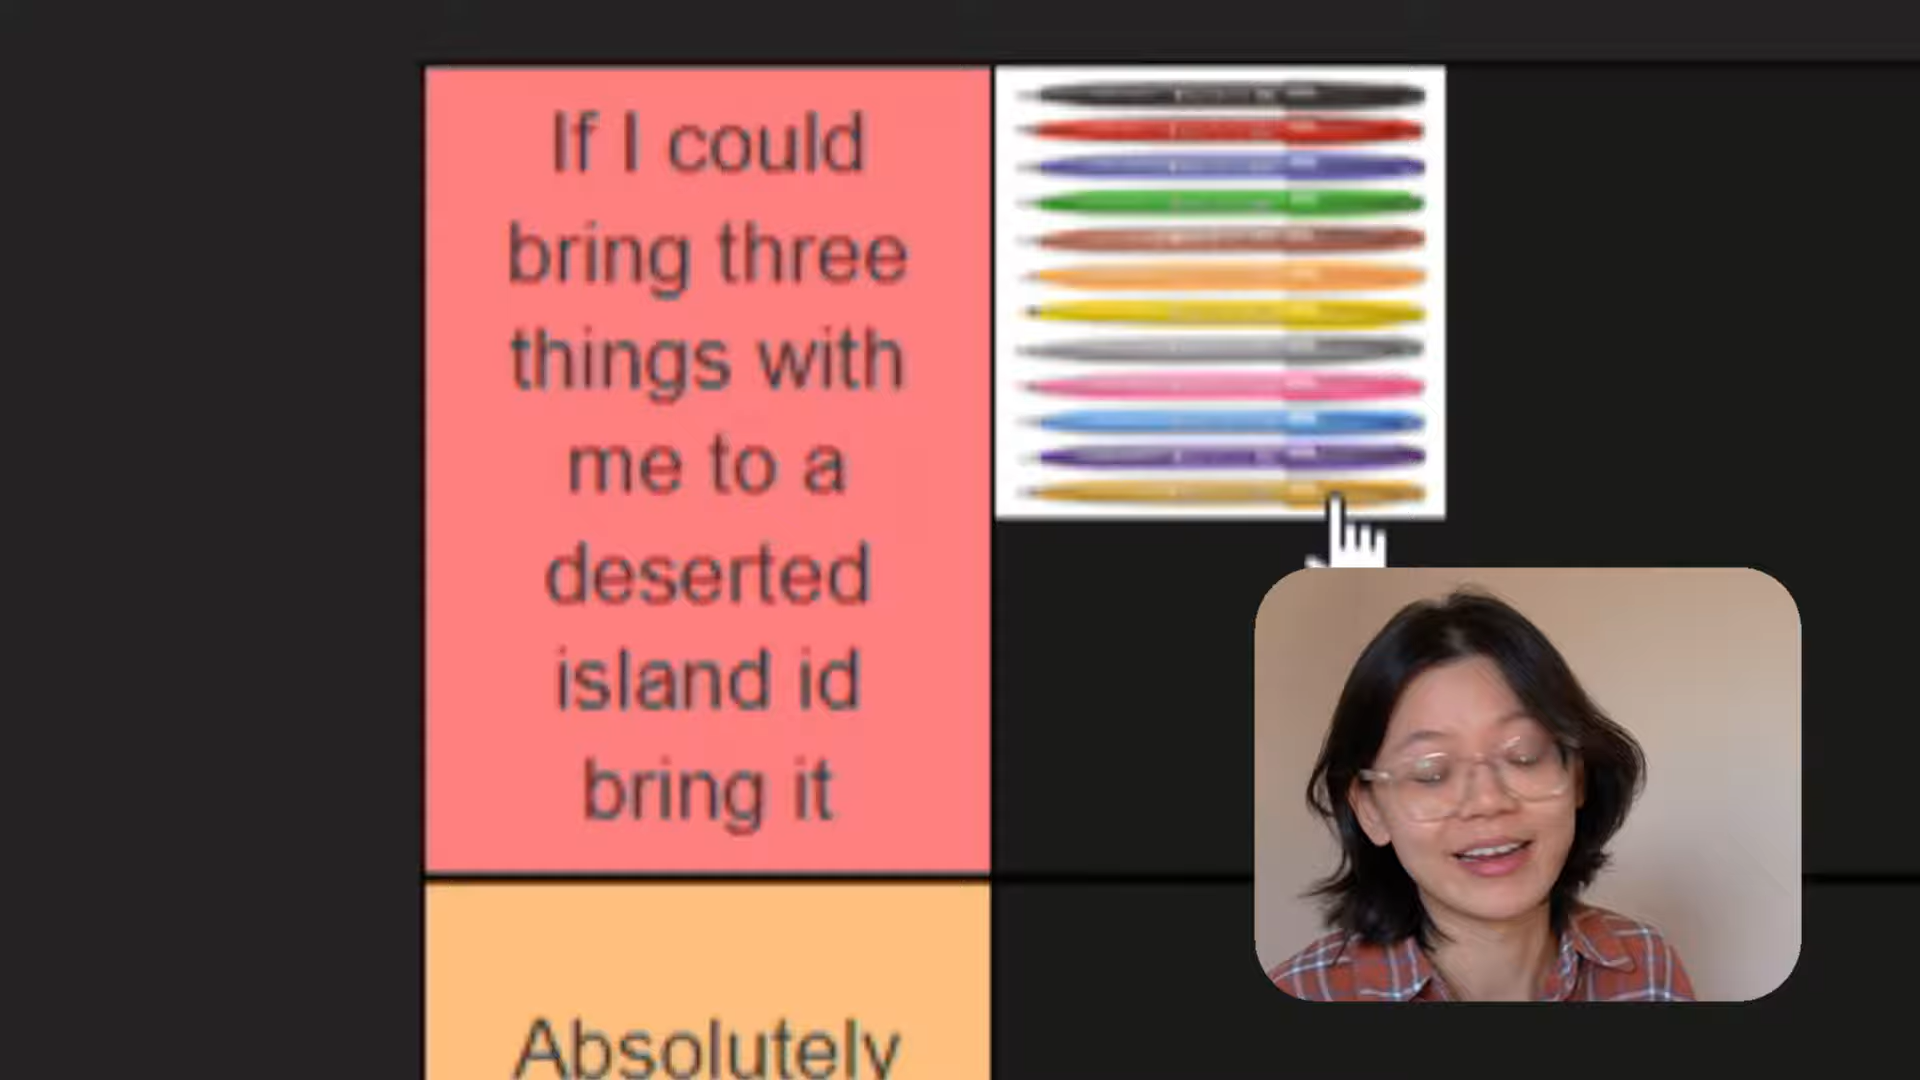 If I could
bring three
things with
me to a
deserted
island id
bring it
Absolutely